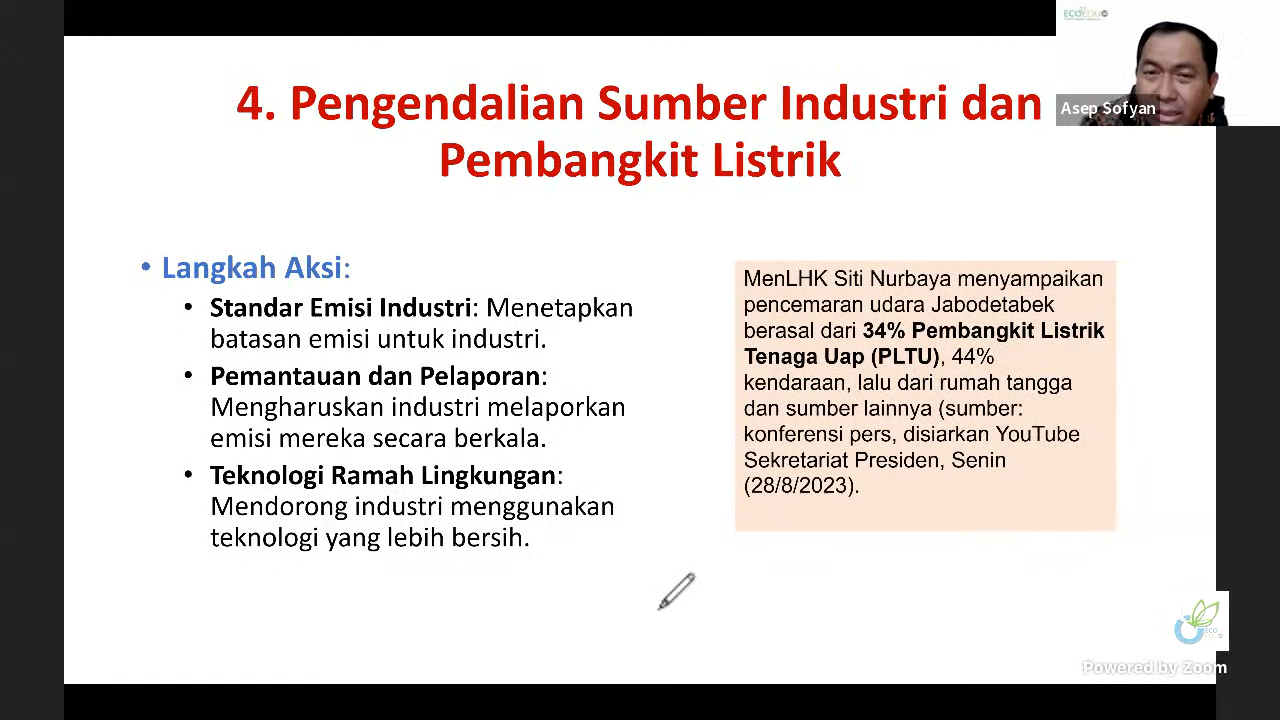 ECOEDU
Asep Sofyan
4. Pengendalian Sumber Industri dan
Pembangkit Listrik
• Langkah Aksi:
• Standar Emisi Industri: Menetapkan
batasan emisi untuk industri.
• Pemantauan dan Pelaporan:
Mengharuskan industri melaporkan
emisi mereka secara berkala.
• Teknologi Ramah Lingkungan:
Mendorong industri menggunakan
teknologi yang lebih bersih.
MenLHK Siti Nurbaya menyampaikan
pencemaran udara Jabodetabek
berasal dari 34% Pembangkit Listrik
Tenaga Uap (PLTU), 44%
kendaraan, lalu dari rumah tangga
dan sumber lainnya (sumber:
konferensi pers, disiarkan YouTube
Sekretariat Presiden, Senin
(28/8/2023).
ECO
Powered by Zoom